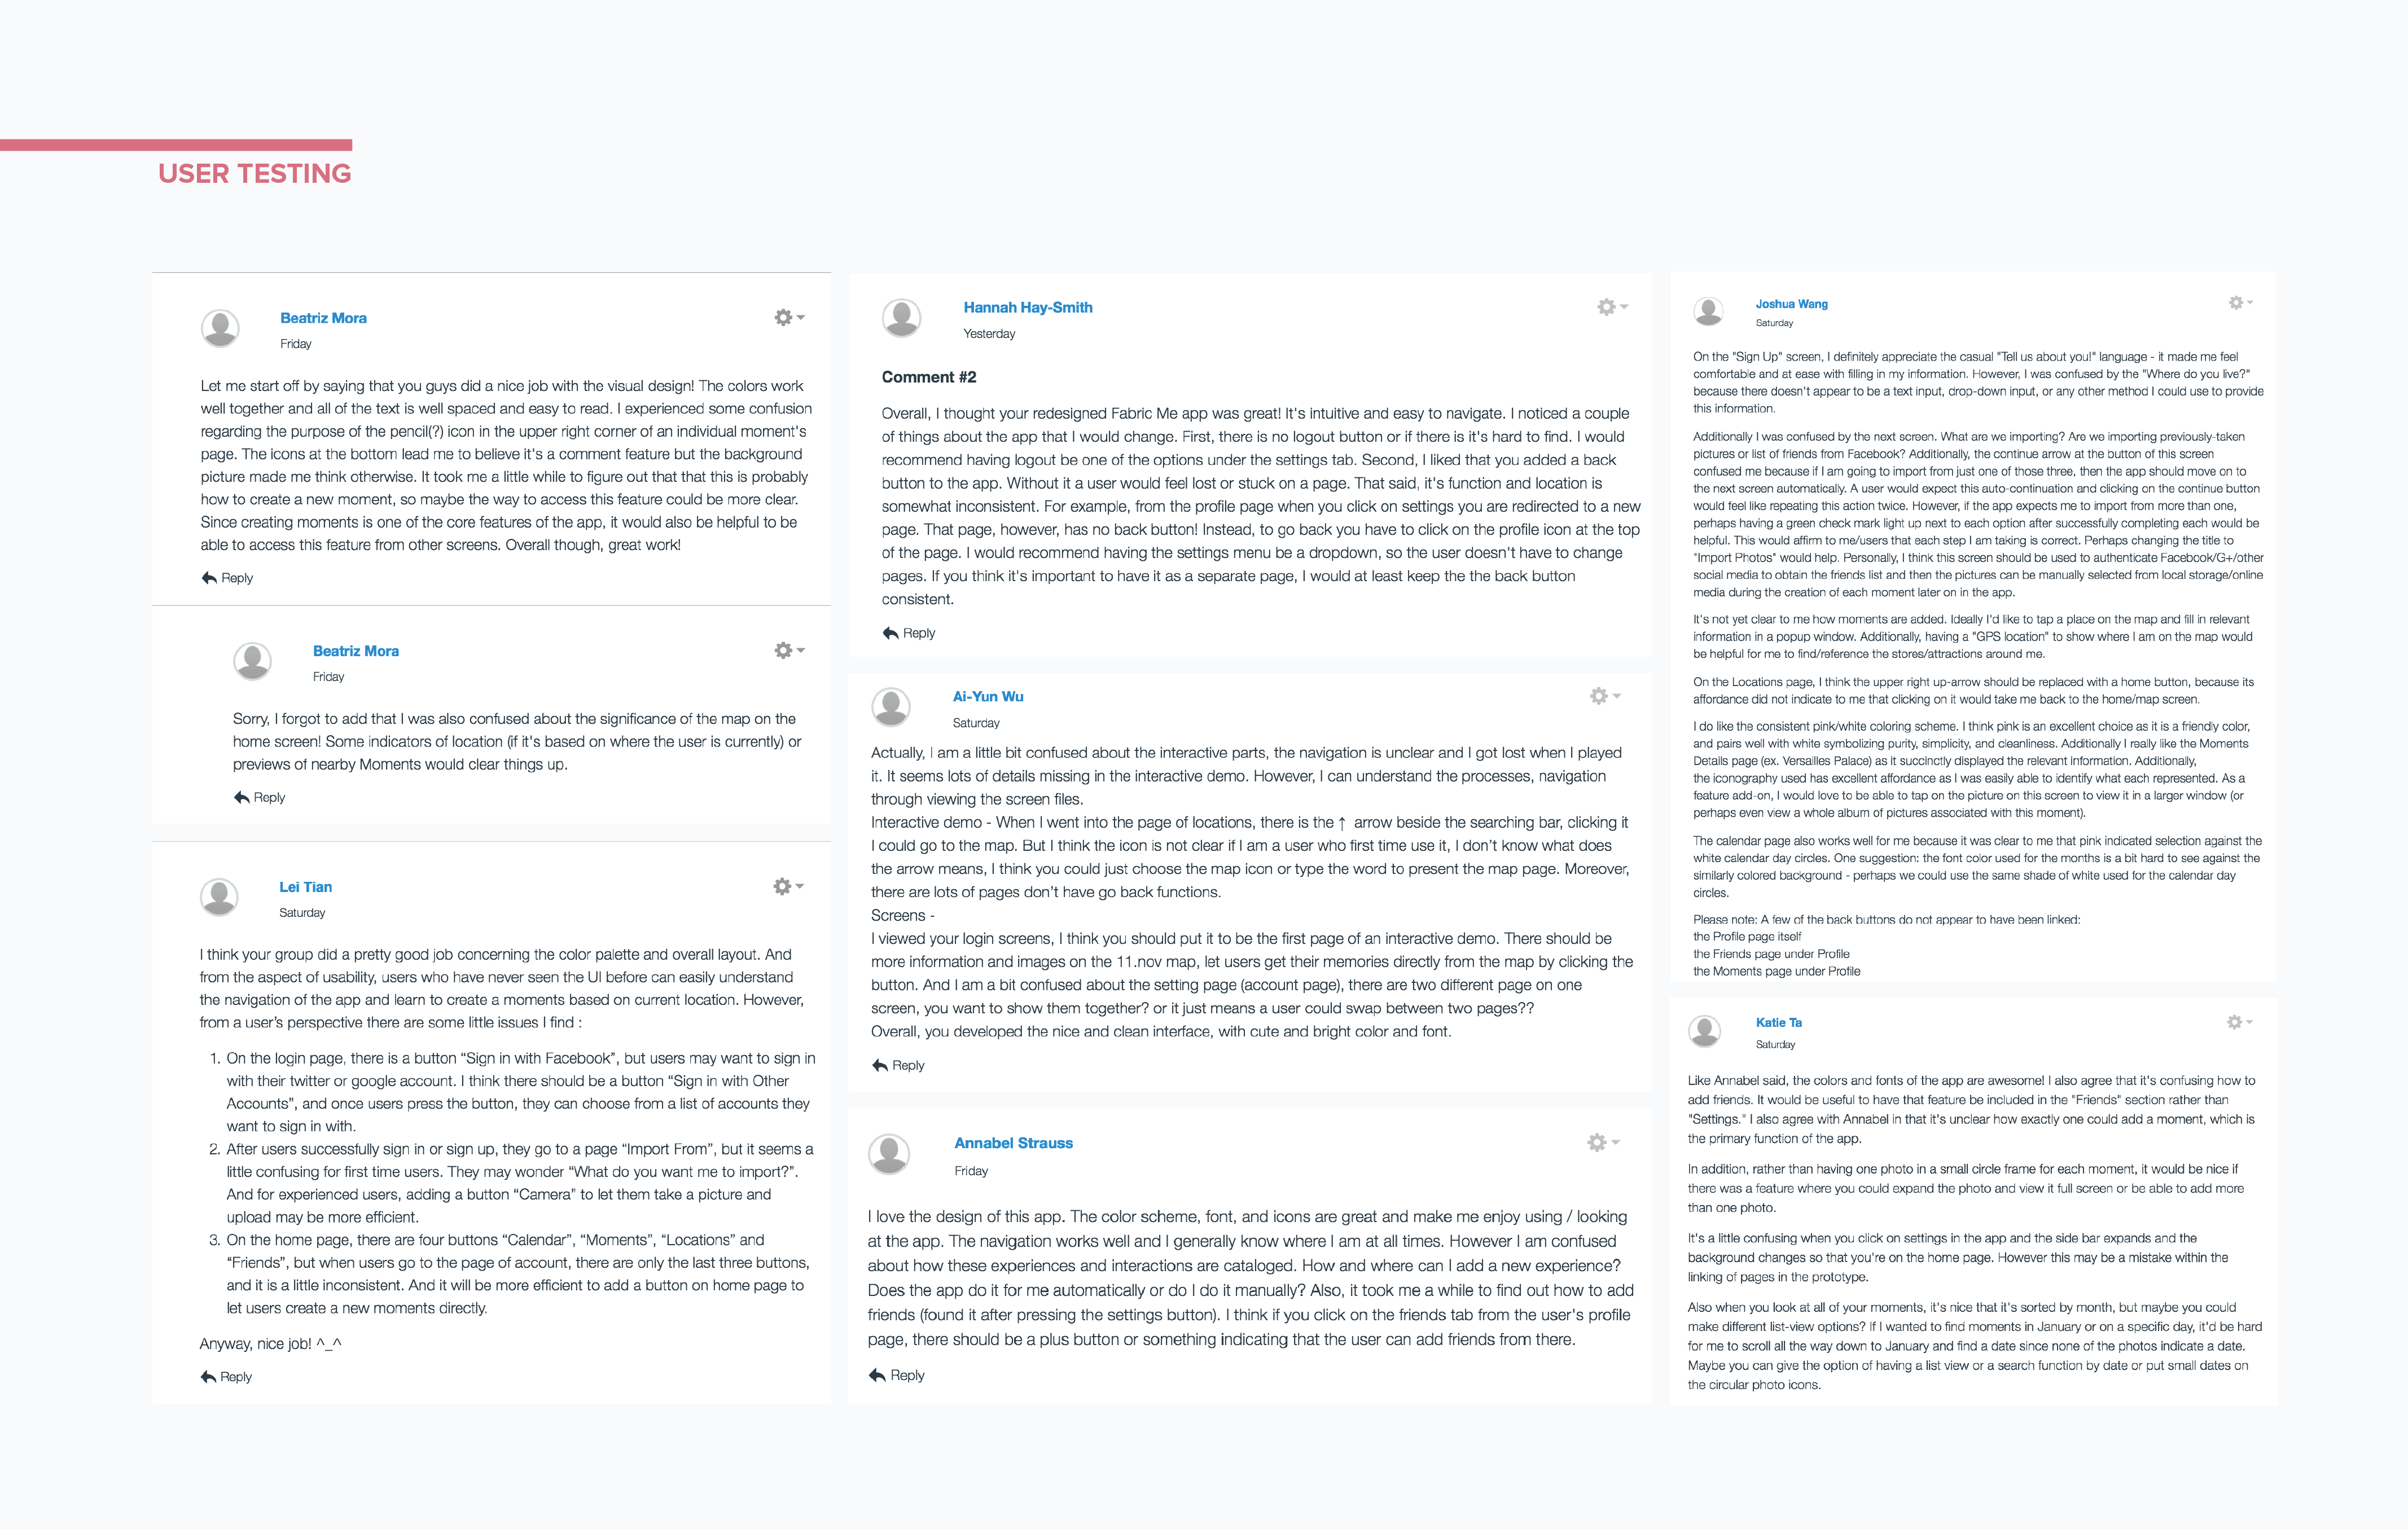 USER TESTING
Beatriz Mora
Friday
Let me start off by saying that you guys did a nice job with the visual design! The colors work
well together and all of the text is well spaced and easy to read. I experienced some confusion
regarding the purpose of the pencil(?) icon in the upper right corner of an individual moment's
page. The icons at the bottom lead me to believe it's a comment feature but the background
picture made me think otherwise. It took me a little while to figure out that that this is probably
how to create a new moment, so maybe the way to access this feature could be more clear.
Since creating moments is one of the core features of the app, it would also be helpful to be
able to access this feature from other screens. Overall though, great work!
Reply
Beatriz Mora
Friday
Sorry, I forgot to add that I was also confused about the significance of the map on the
home screen! Some indicators of location (if it's based on where the user is currently) or
previews of nearby Moments would clear things up.
Reply
Lei Tian
Saturday
I think your group did a pretty good job concerning the color palette and overall layout. And
from the aspect of usability, users who have never seen the UI before can easily understand
the navigation of the app and learn to create a moments based on current location. However,
from a user’s perspective there are some little issues I find :
1. On the login page, there is a button “Sign in with Facebook”, but users may want to sign in
with their twitter or google account. I think there should be a button “Sign in with Other
Accounts”, and once users press the button, they can choose from a list of accounts they
want to sign in with.
2. After users successfully sign in or sign up, they go to a page “Import From”, but it seems a
little confusing for first time users. They may wonder “What do you want me to import?”.
And for experienced users, adding a button “Camera” to let them take a picture and
upload may be more efficient.
3. On the home page, there are four buttons “Calendar”, “Moments”, “Locations” and
“Friends”, but when users go to the page of account, there are only the last three buttons,
and it is a little inconsistent. And it will be more efficient to add a button on home page to
let users create a new moments directly.
Anyway, nice job! ^_^
Reply
Hannah Hay-Smith
Yesterday
Comment #2
Overall, I thought your redesigned Fabric Me app was great! It's intuitive and easy to navigate. I noticed a couple
of things about the app that I would change. First, there is no logout button or if there is it's hard to find. I would
recommend having logout be one of the options under the settings tab. Second, I liked that you added a back
button to the app. Without it a user would feel lost or stuck on a page. That said, it's function and location is
somewhat inconsistent. For example, from the profile page when you click on settings you are redirected to a new
page. That page, however, has no back button! Instead, to go back you have to click on the profile icon at the top
of the page. I would recommend having the settings menu be a dropdown, so the user doesn't have to change
pages. If you think it's important to have it as a separate page, I would at least keep the the back button
consistent.
Reply
Ai-Yun Wu
Saturday
Actually, I am a little bit confused about the interactive parts, the navigation is unclear and I got lost when I played
it. It seems lots of details missing in the interactive demo. However, I can understand the processes, navigation
through viewing the screen files.
Interactive demo - When I went into the page of locations, there is the ↑ arrow beside the searching bar, clicking it
I could go to the map. But I think the icon is not clear if I am a user who first time use it, I don’t know what does
the arrow means, I think you could just choose the map icon or type the word to present the map page. Moreover,
there are lots of pages don’t have go back functions.
Screens -
I viewed your login screens, I think you should put it to be the first page of an interactive demo. There should be
more information and images on the 11.nov map, let users get their memories directly from the map by clicking the
button. And I am a bit confused about the setting page (account page), there are two different page on one
screen, you want to show them together? or it just means a user could swap between two pages??
Overall, you developed the nice and clean interface, with cute and bright color and font.
Reply
Annabel Strauss
Friday
I love the design of this app. The color scheme, font, and icons are great and make me enjoy using / looking
at the app. The navigation works well and I generally know where I am at all times. However I am confused
about how these experiences and interactions are cataloged. How and where can I add a new experience?
Does the app do it for me automatically or do I do it manually? Also, it took me a while to find out how to add
friends (found it after pressing the settings button). I think if you click on the friends tab from the user's profile
page, there should be a plus button or something indicating that the user can add friends from there.
Reply
Joshua Wang
Saturday
On the "Sign Up" screen, I definitely appreciate the casual "Tell us about you!" language - it made me feel
comfortable and at ease with filling in my information. However, I was confused by the "Where do you live?"
because there doesn't appear to be a text input, drop-down input, or any other method I could use to provide
this information.
Additionally I was confused by the next screen. What are we importing? Are we importing previously-taken
pictures or list of friends from Facebook? Additionally, the continue arrow at the button of this screen
confused me because if I am going to import from just one of those three, then the app should move on to
the next screen automatically. A user would expect this auto-continuation and clicking on the continue button
would feel like repeating this action twice. However, if the app expects me to import from more than one,
perhaps having a green check mark light up next to each option after successfully completing each would be
helpful. This would affirm to me/users that each step I am taking is correct. Perhaps changing the title to
"Import Photos" would help. Personally, I think this screen should be used to authenticate Facebook/G+/other
social media to obtain the friends list and then the pictures can be manually selected from local storage/online
media during the creation of each moment later on in the app.
It's not yet clear to me how moments are added. Ideally I'd like to tap a place on the map and fill in relevant
information in a popup window. Additionally, having a "GPS location" to show where I am on the map would
be helpful for me to find/reference the stores/attractions around me.
On the Locations page, I think the upper right up-arrow should be replaced with a home button, because its
affordance did not indicate to me that clicking on it would take me back to the home/map screen.
I do like the consistent pink/white coloring scheme. I think pink is an excellent choice as it is a friendly color,
and pairs well with white symbolizing purity, simplicity, and cleanliness. Additionally I really like the Moments
Details page (ex. Versailles Palace) as it succinctly displayed the relevant information. Additionally,
the iconography used has excellent affordance as I was easily able to identify what each represented. As a
feature add-on, I would love to be able to tap on the picture on this screen to view it in a larger window (or
perhaps even view a whole album of pictures associated with this moment).
The calendar page also works well for me because it was clear to me that pink indicated selection against the
white calendar day circles. One suggestion: the font color used for the months is a bit hard to see against the
similarly colored background - perhaps we could use the same shade of white used for the calendar day
circles.
Please note: A few of the back buttons do not appear to have been linked:
the Profile page itself
the Friends page under Profile
the Moments page under Profile
Katie Ta
Saturday
Like Annabel said, the colors and fonts of the app are awesome! I also agree that it's confusing how to
add friends. It would be useful to have that feature be included in the "Friends" section rather than
"Settings." I also agree with Annabel in that it's unclear how exactly one could add a moment, which is
the primary function of the app.
In addition, rather than having one photo in a small circle frame for each moment, it would be nice if
there was a feature where you could expand the photo and view it full screen or be able to add more
than one photo.
It's a little confusing when you click on settings in the app and the side bar expands and the
background changes so that you're on the home page. However this may be a mistake within the
linking of pages in the prototype.
Also when you look at all of your moments, it's nice that it's sorted by month, but maybe you could
make different list-view options? If I wanted to find moments in January or on a specific day, it'd be hard
for me to scroll all the way down to January and find a date since none of the photos indicate a date.
Maybe you can give the option of having a list view or a search function by date or put small dates on
the circular photo icons.